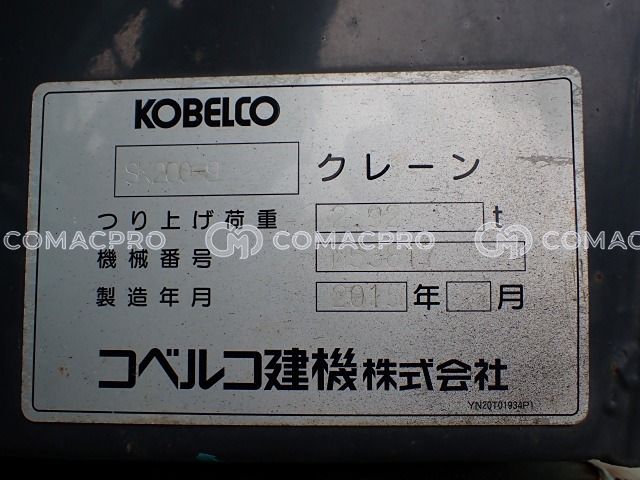 KOBELCO
クレーン
つり上げ荷重 t
COMACPRO COMACPRO COMACPRO
機械番号
製造年月 年 月
コベルコ建機株式会社
YN20T01934P1